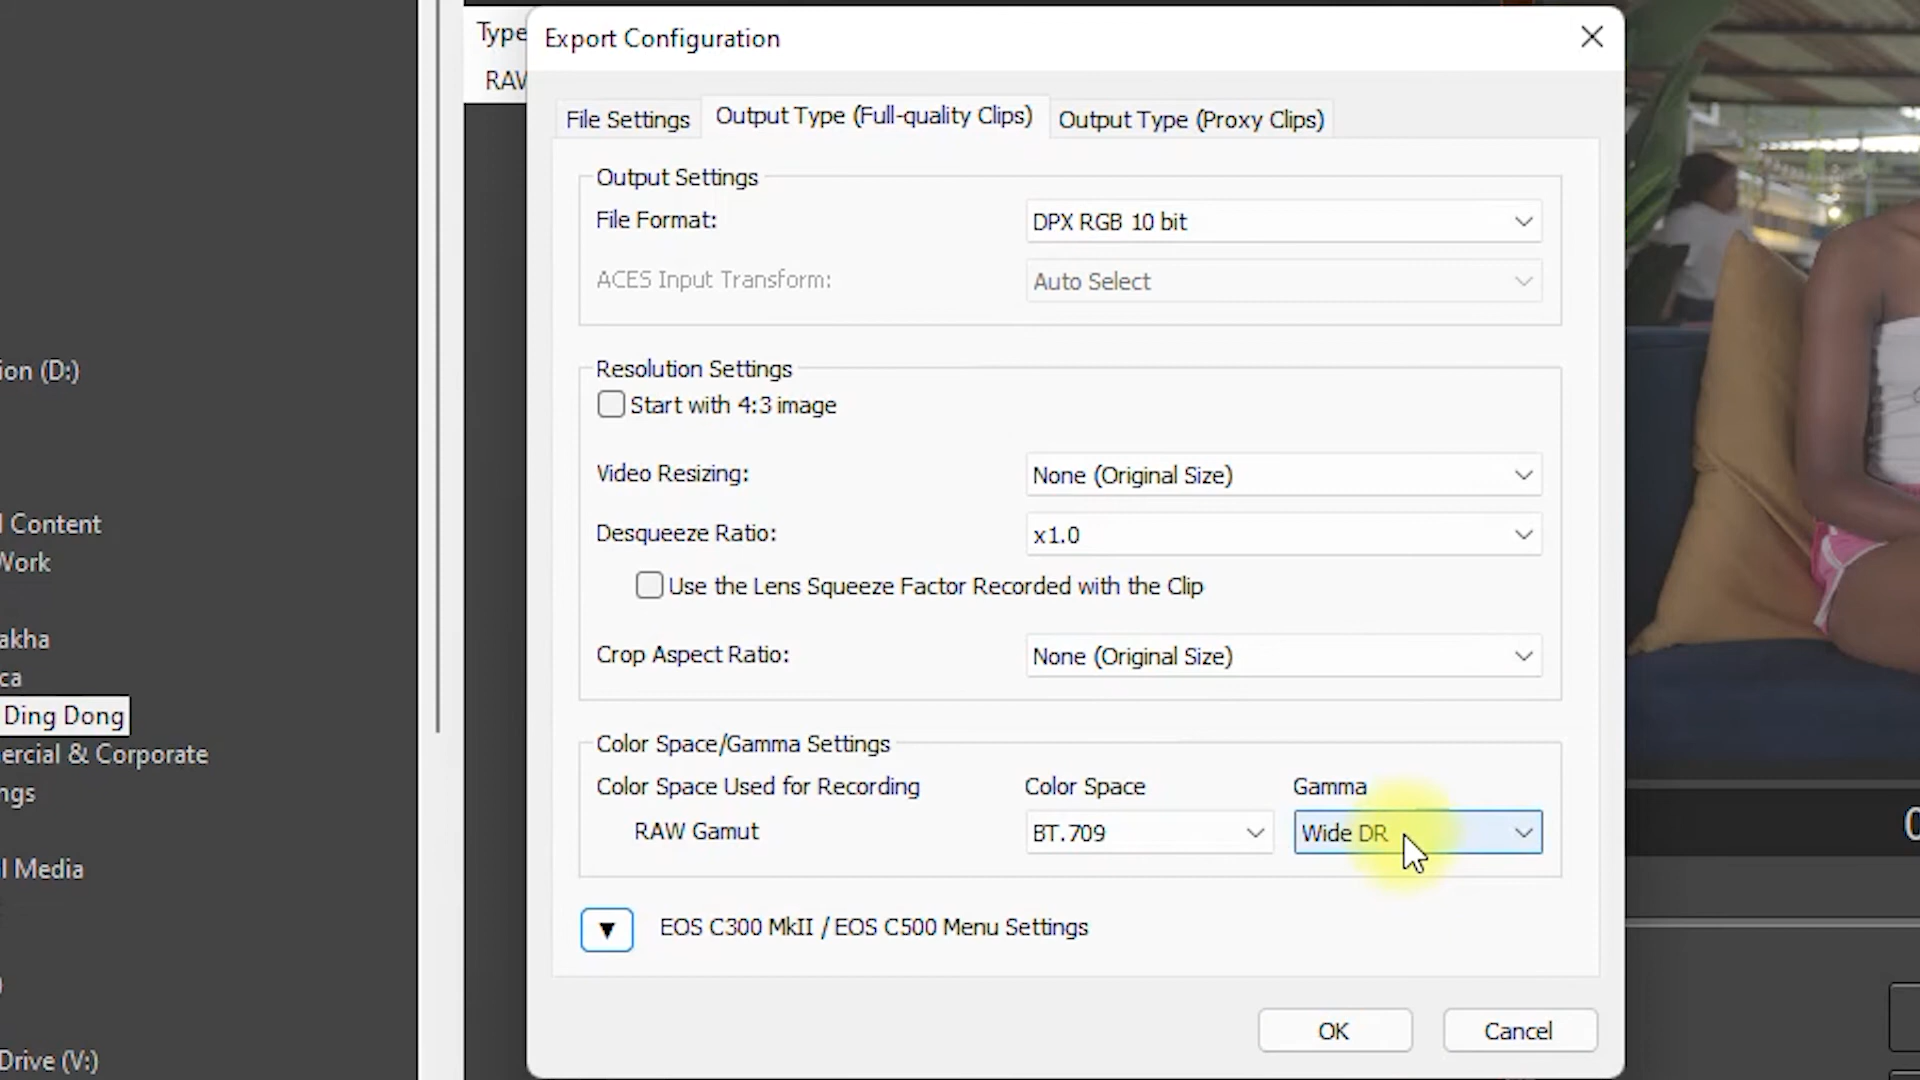 Type
RAW
Export Configuration
File Settings
Output Type (Full-quality Clips)
Output Type (Proxy Clips)
Output Settings
File Format:
DPX RGB 10 bit
ACES Input Transform:
Auto Select
Resolution Settings
Start with 4:3 image
Video Resizing:
None (Original Size)
Desqueeze Ratio:
x1.0
Use the Lens Squeeze Factor Recorded with the Clip
Crop Aspect Ratio:
None (Original Size)
Color Space/Gamma Settings
Color Space Used for Recording
Color Space
Gamma
RAW Gamut
BT.709
Wide DR
▼
EOS C300 MkII / EOS C500 Menu Settings
OK
Cancel
ion (D:)
l Content
Work
akha
ca
Ding Dong
ercial & Corporate
ngs
l Media
)
Drive (V:)
0